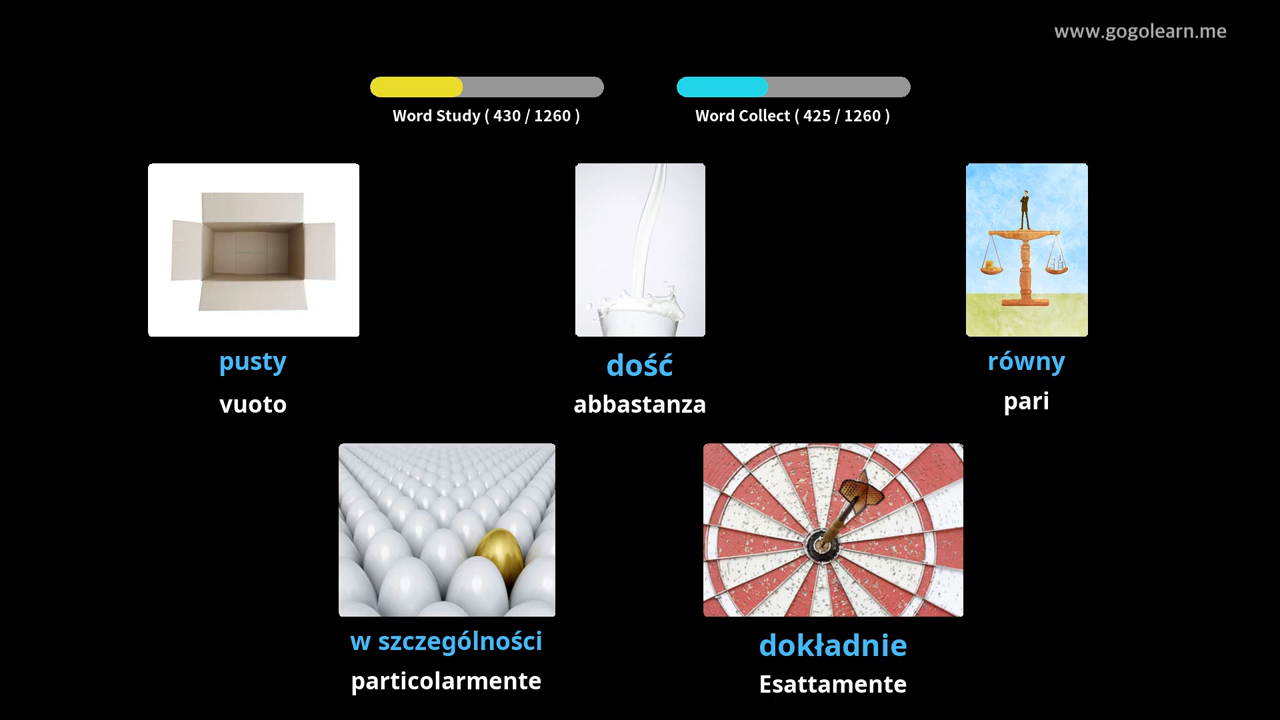 www.gogolearn.me
Word Study ( 430 / 1260 )
Word Collect ( 425 / 1260 )
pusty
dość
równy
vuoto
abbastanza
pari
w szczególności
dokładnie
particolarmente
Esattamente